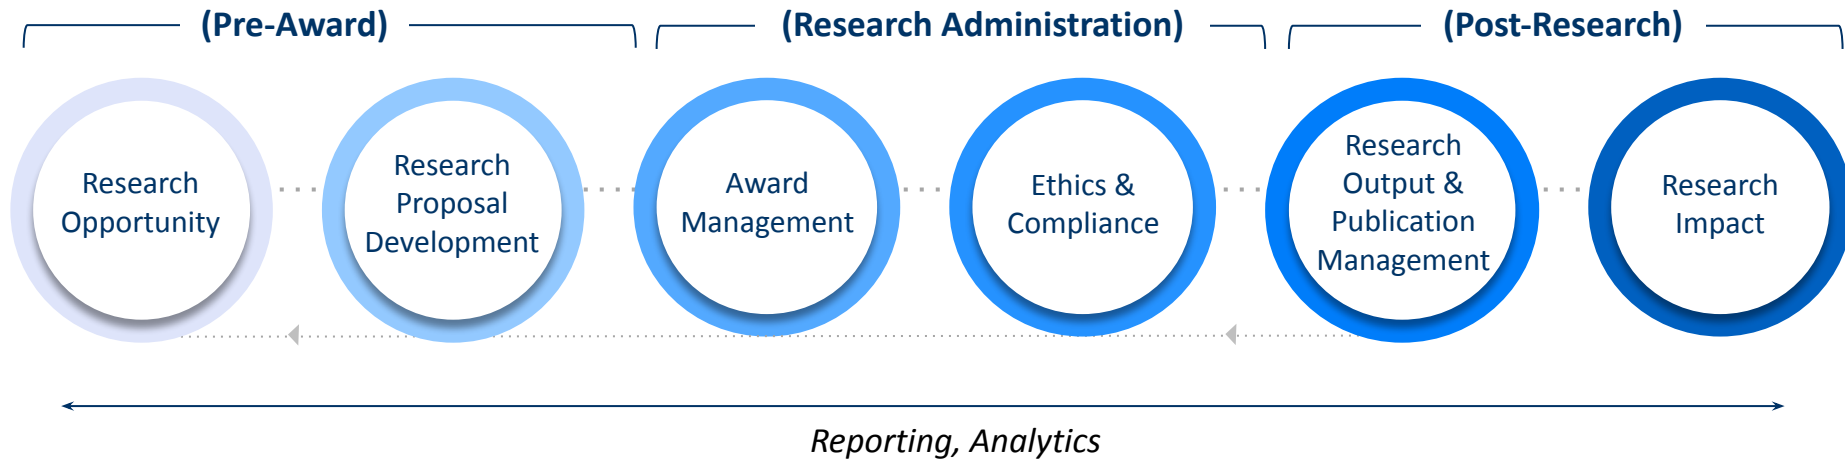 (Pre-Award)
(Research Administration)
(Post-Research)
Research
Opportunity
Research
Proposal
Development
Award
Management
Ethics &
Compliance
Research
Output &
Publication
Management
Research
Impact
Reporting, Analytics